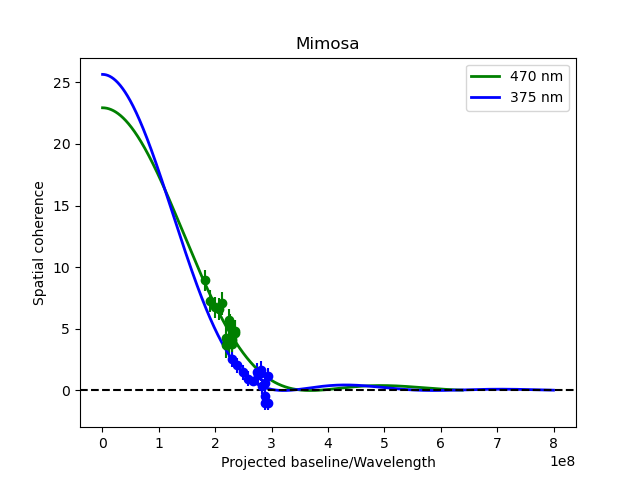 Mimosa
470 nm
375 nm
Spatial coherence
25
20
15
10
5
0
0 1 2 3 4 5 6 7 8
1e8
Projected baseline/Wavelength